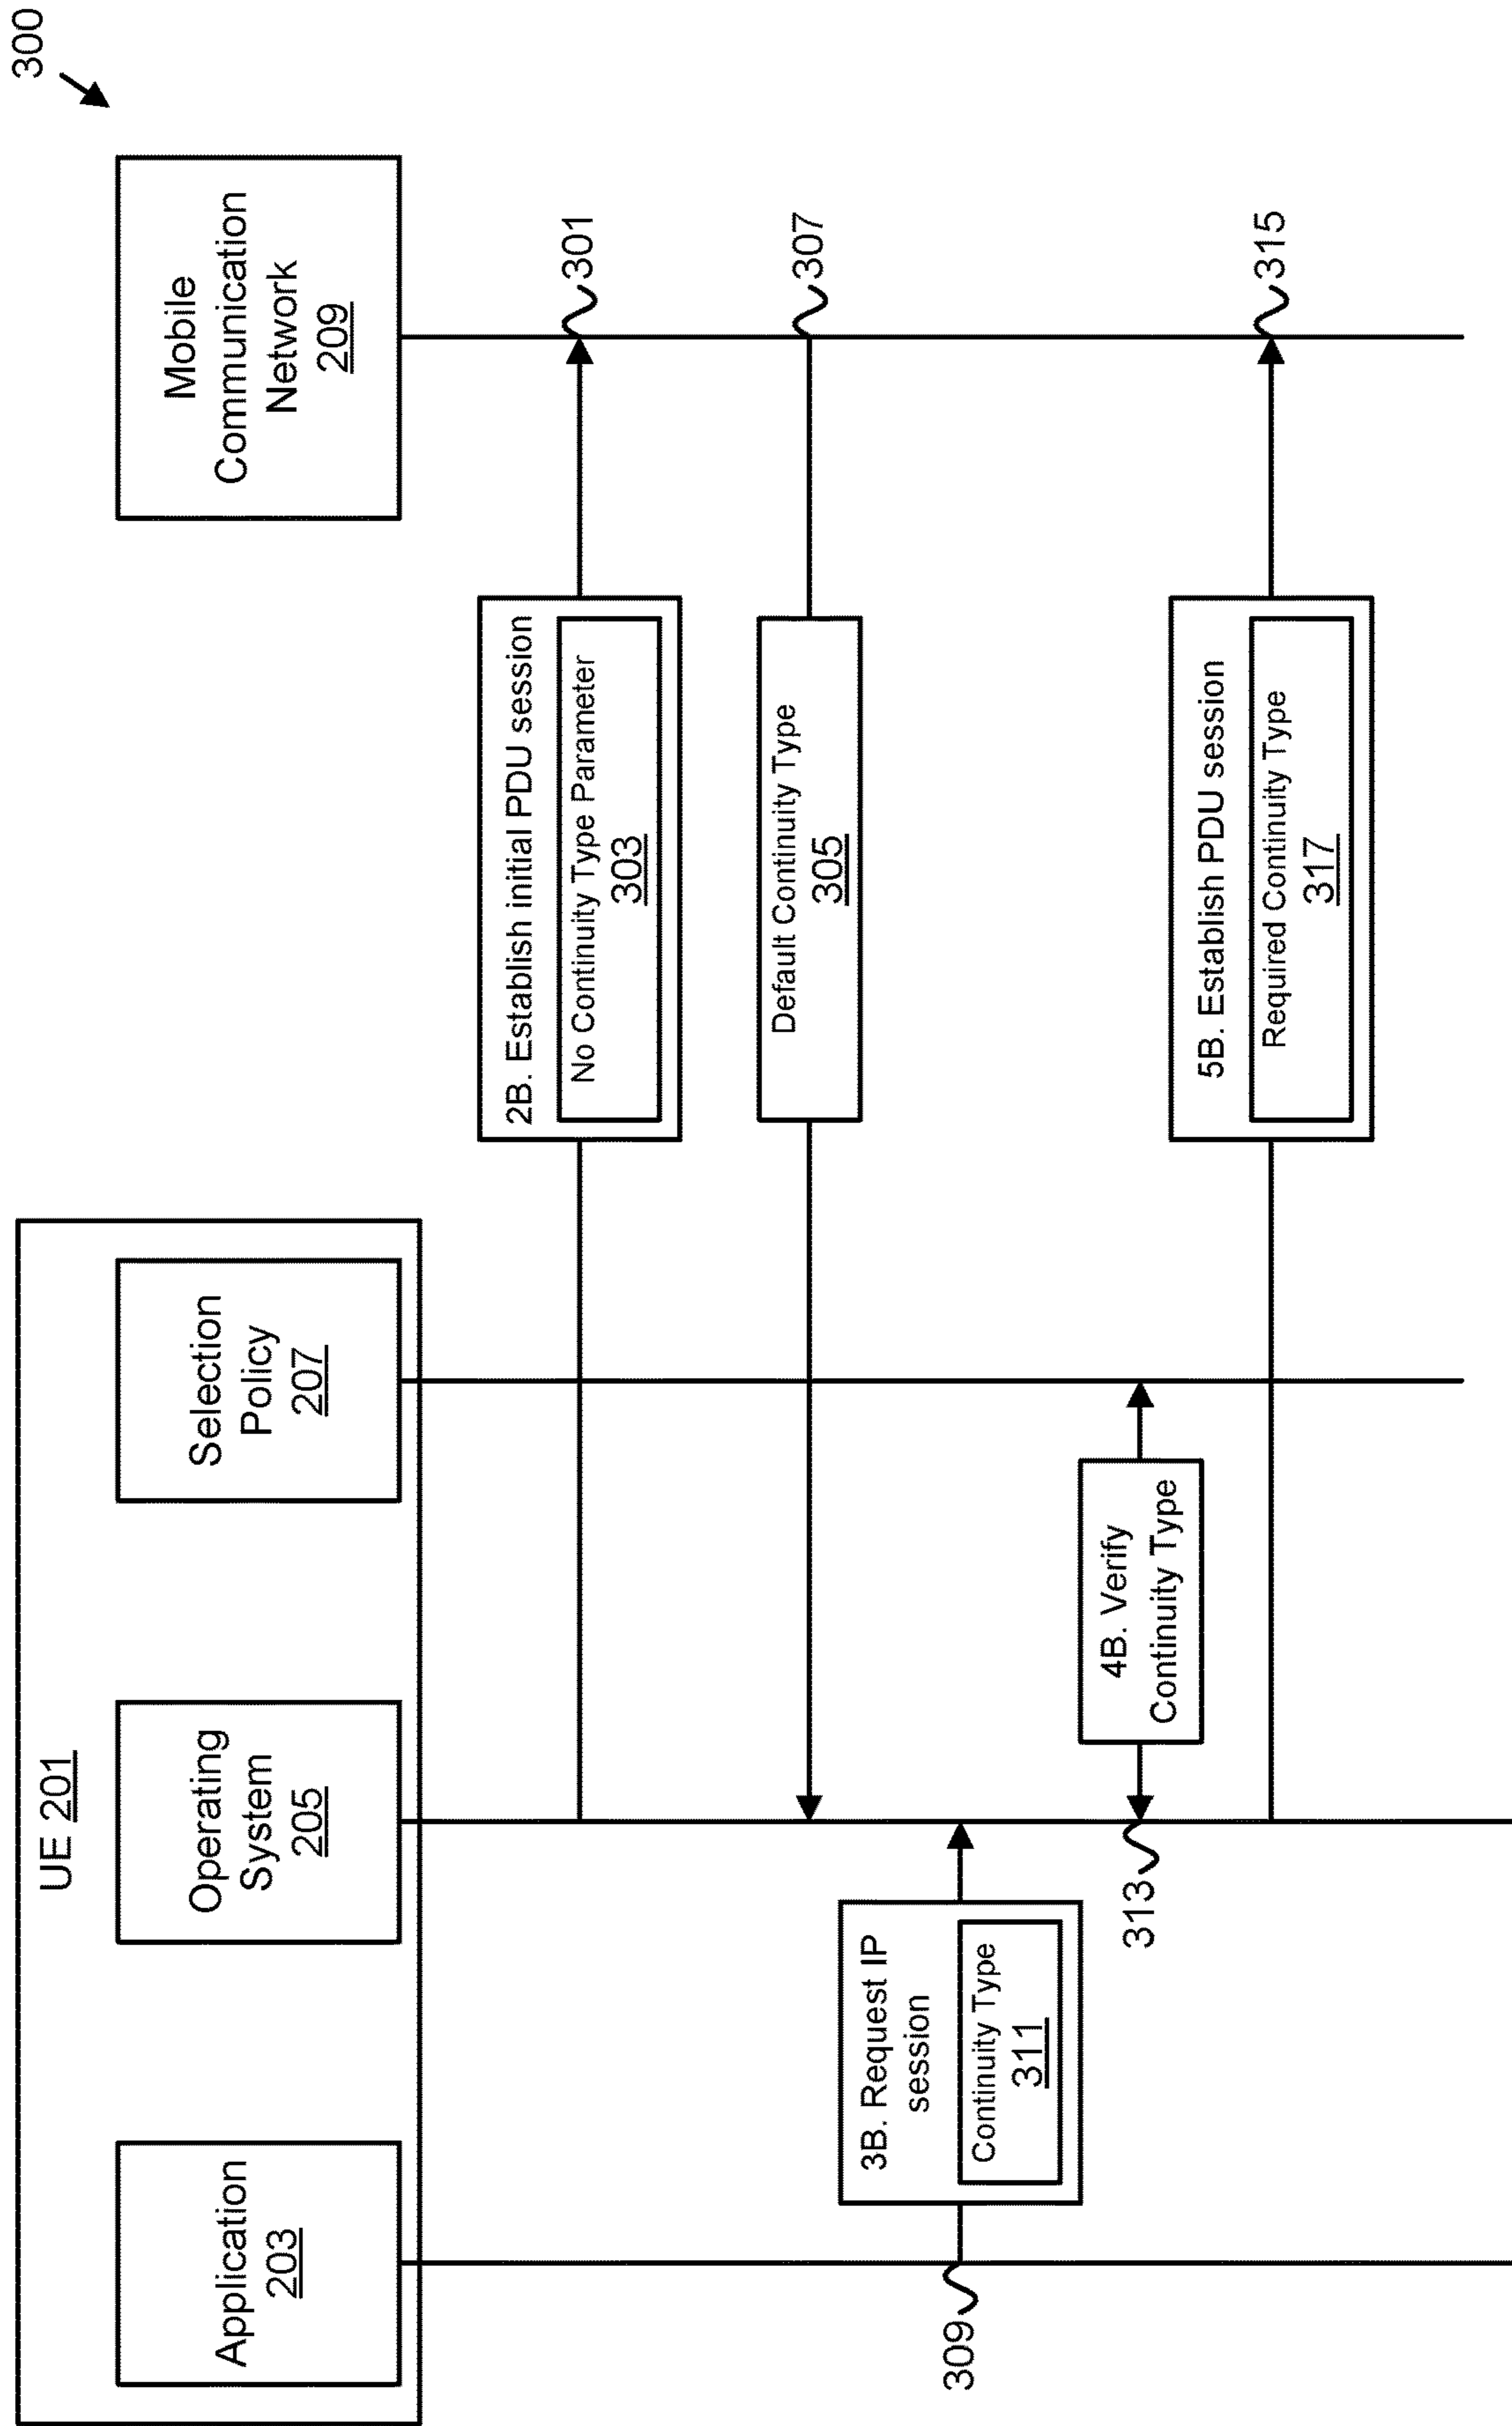 300
UE 201
Application
203
Operating
System
205
Selection
Policy
207
Mobile
Communication
Network
209
2B. Establish initial PDU session
No Continuity Type Parameter
303
301
Default Continuity Type
305
307
3B. Request IP
session
Continuity Type
311
309
4B. Verify
Continuity Type
313
5B. Establish PDU session
Required Continuity Type
317
315